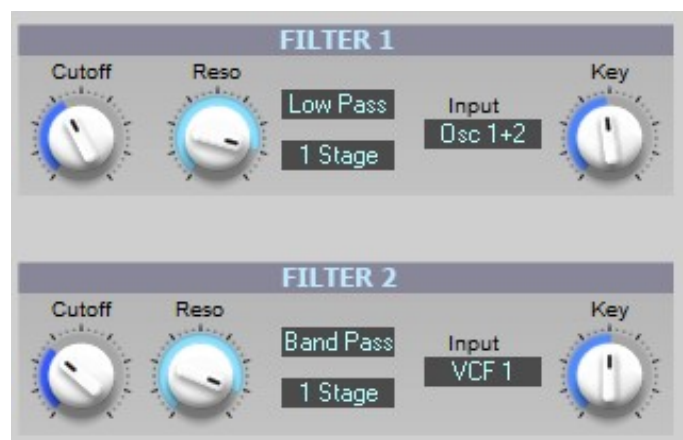 FILTER 1
Cutoff
Reso
Key
Low Pass
Input
Osc 1+2
1 Stage
FILTER 2
Cutoff
Reso
Key
Band Pass
Input
VCF 1
1 Stage